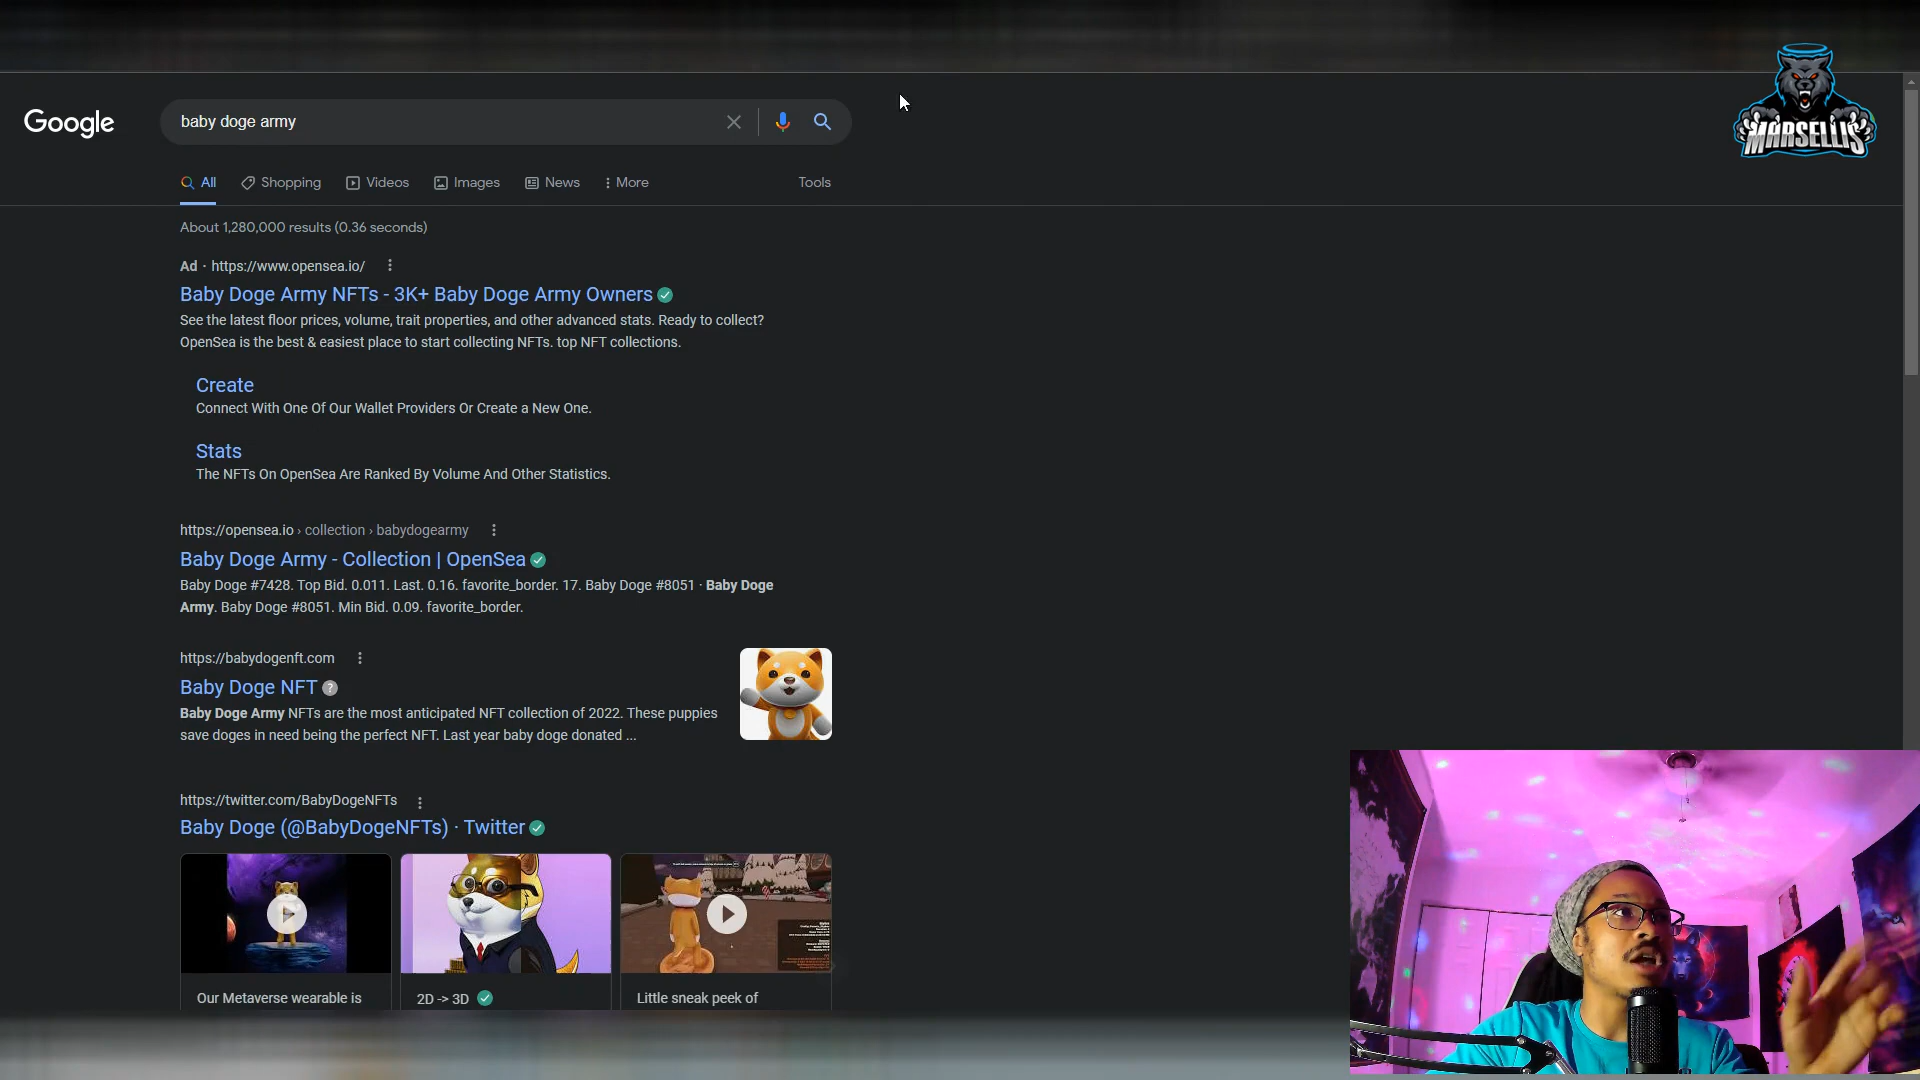 MARSELLIS
Google
baby doge army
All
Shopping
Videos
Images
News
More
Tools
About 1,280,000 results (0.36 seconds)
Ad · https://www.opensea.io/
Baby Doge Army NFTs - 3K+ Baby Doge Army Owners
See the latest floor prices, volume, trait properties, and other advanced stats. Ready to collect?
OpenSea is the best & easiest place to start collecting NFTs. top NFT collections.
Create
Connect With One Of Our Wallet Providers Or Create a New One.
Stats
The NFTs On OpenSea Are Ranked By Volume And Other Statistics.
https://opensea.io › collection › babydogearmy
Baby Doge Army - Collection | OpenSea
Baby Doge #7428. Top Bid. 0.011. Last. 0.16. favorite_border. 17. Baby Doge #8051 · Baby Doge
Army. Baby Doge #8051. Min Bid. 0.09. favorite_border.
https://babydogenft.com
Baby Doge NFT
Baby Doge Army NFTs are the most anticipated NFT collection of 2022. These puppies
save doges in need being the perfect NFT. Last year baby doge donated ...
https://twitter.com/BabyDogeNFTs
Baby Doge (@BabyDogeNFTs) · Twitter
Our Metaverse wearable is
2D -> 3D
Little sneak peek of